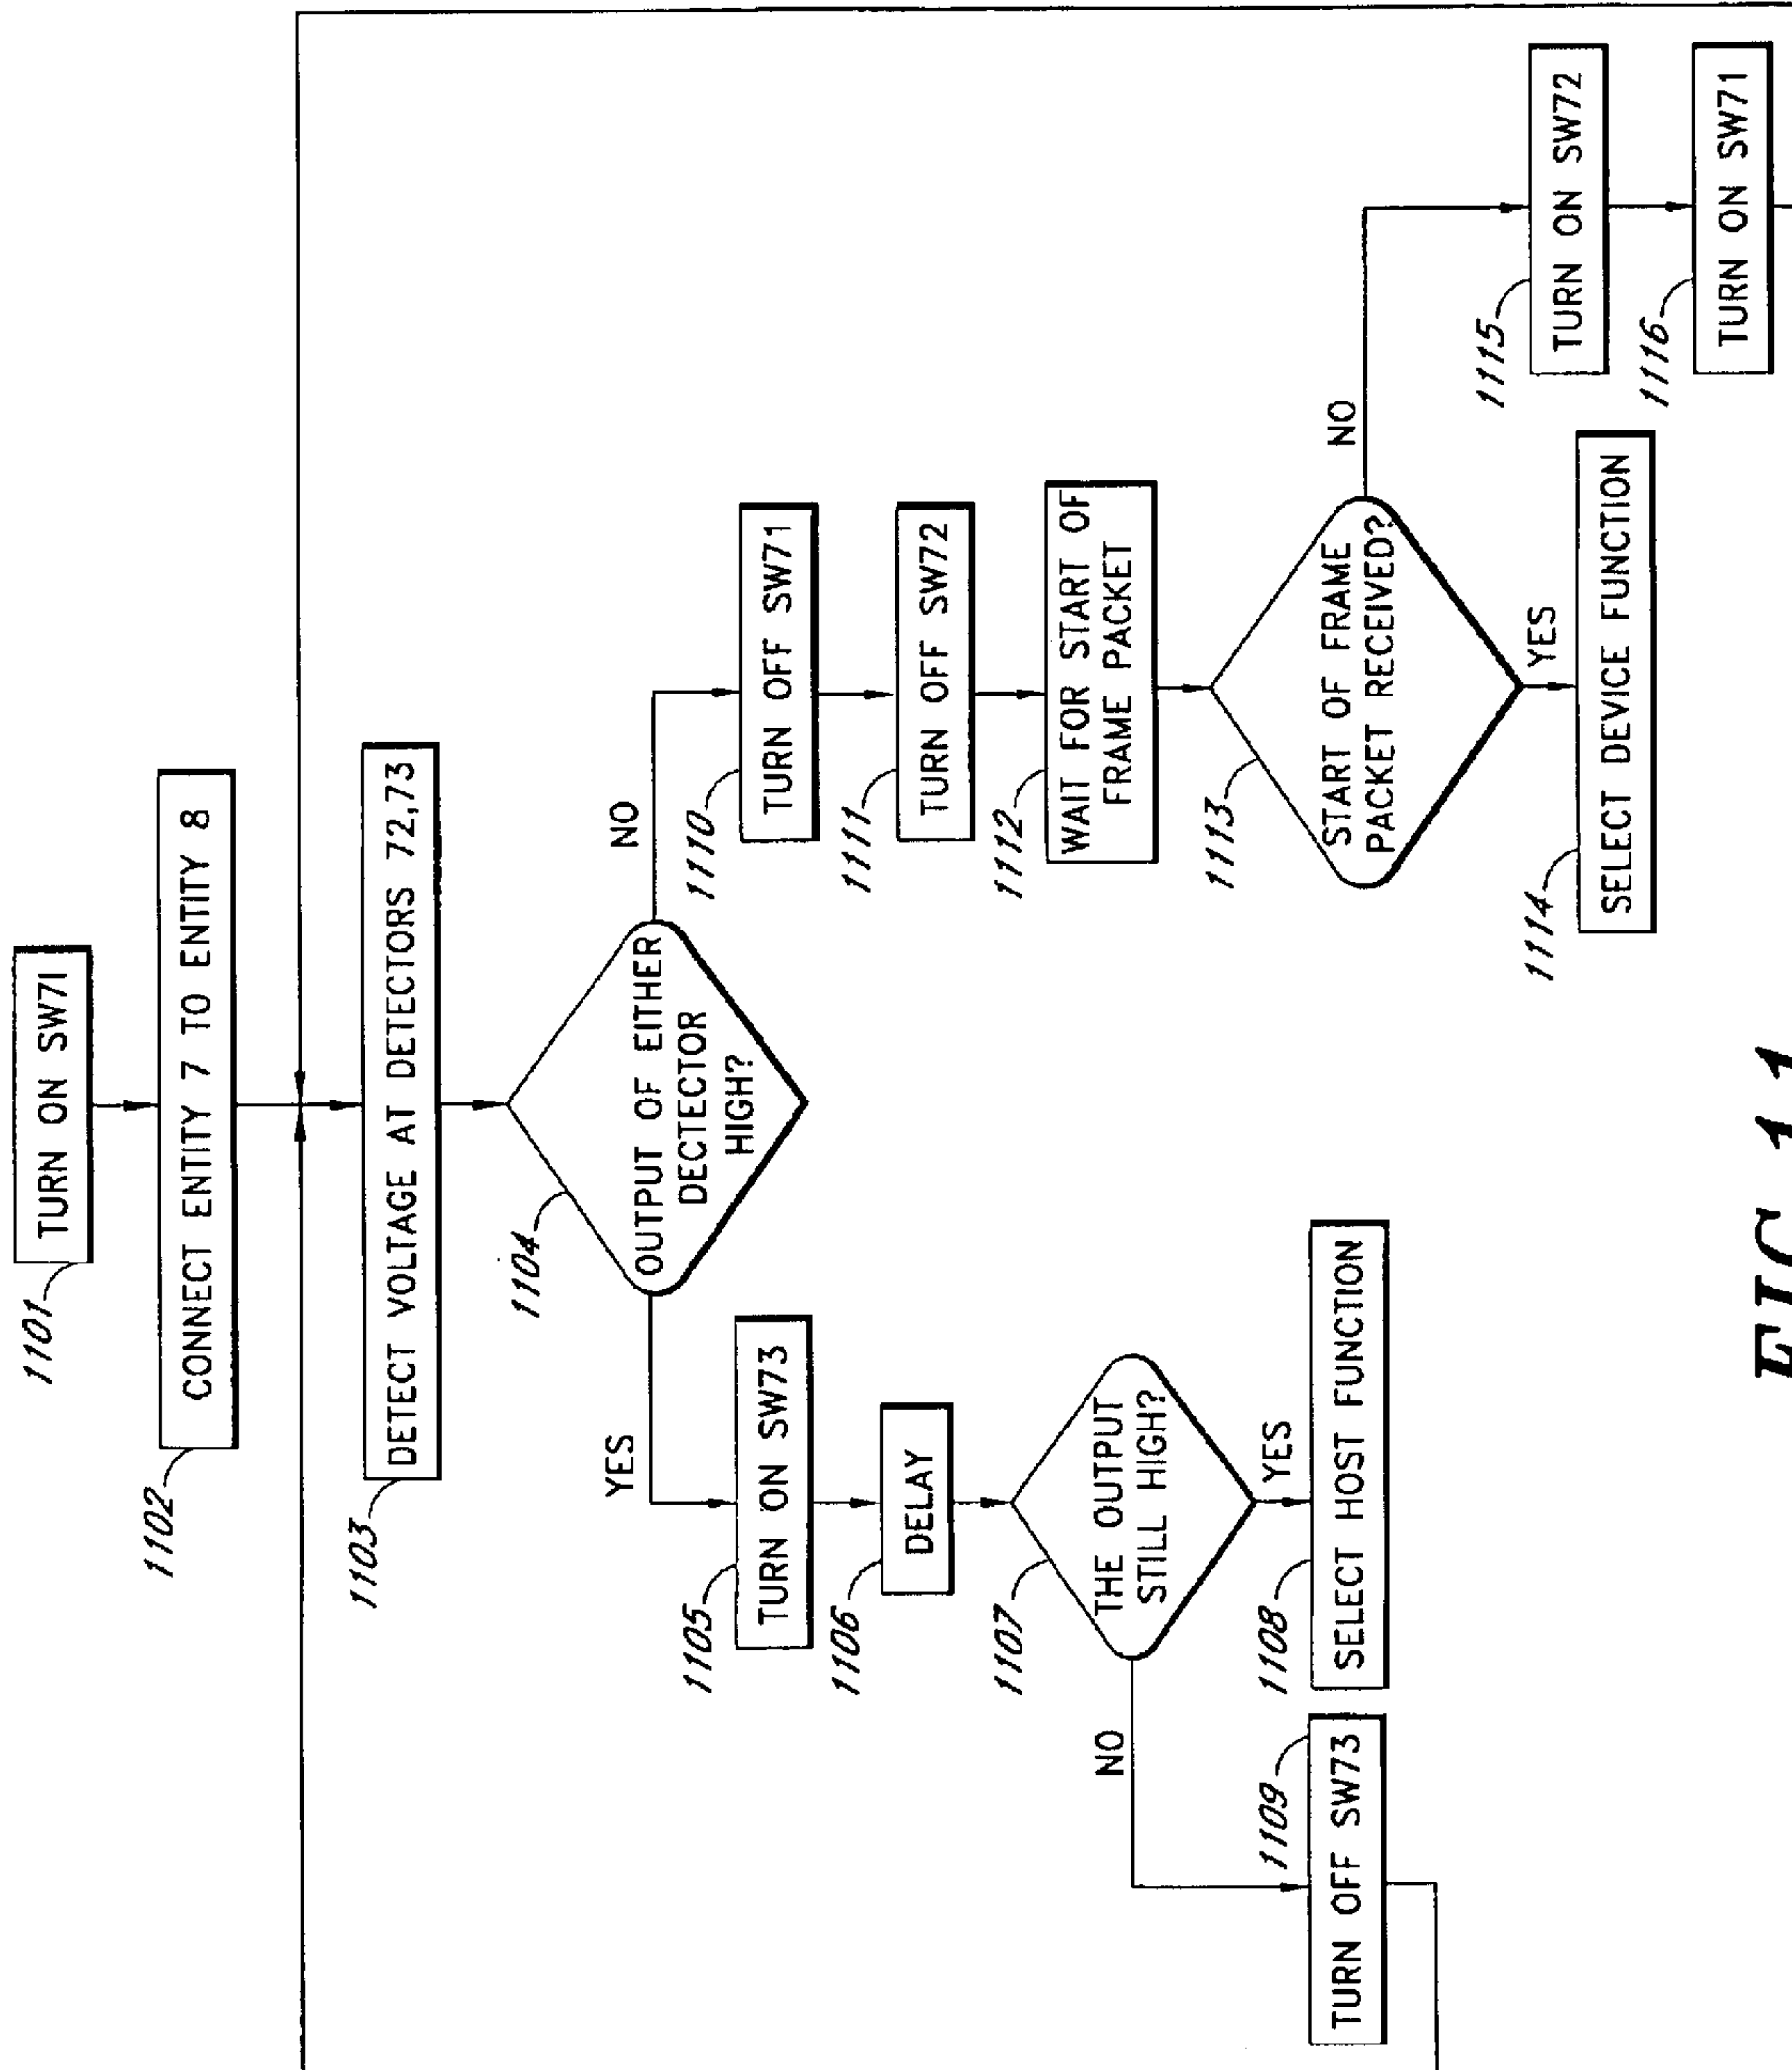 1101
TURN ON SW71
1102
CONNECT ENTITY 7 TO ENTITY 8
1103
DETECT VOLTAGE AT DETECTORS 72,73
1104
OUTPUT OF EITHER
DECTECTOR
HIGH?
YES
NO
1105
TURN ON SW73
1106
DELAY
1107
THE OUTPUT
STILL HIGH?
NO
YES
1108
SELECT HOST FUNCTION
1109
TURN OFF SW73
1110
TURN OFF SW71
1111
TURN OFF SW72
1112
WAIT FOR START OF
FRAME PACKET
1113
START OF FRAME
PACKET RECEIVED?
NO
YES
1114
SELECT DEVICE FUNCTION
1115
TURN ON SW72
1116
TURN ON SW71
FIG. 11